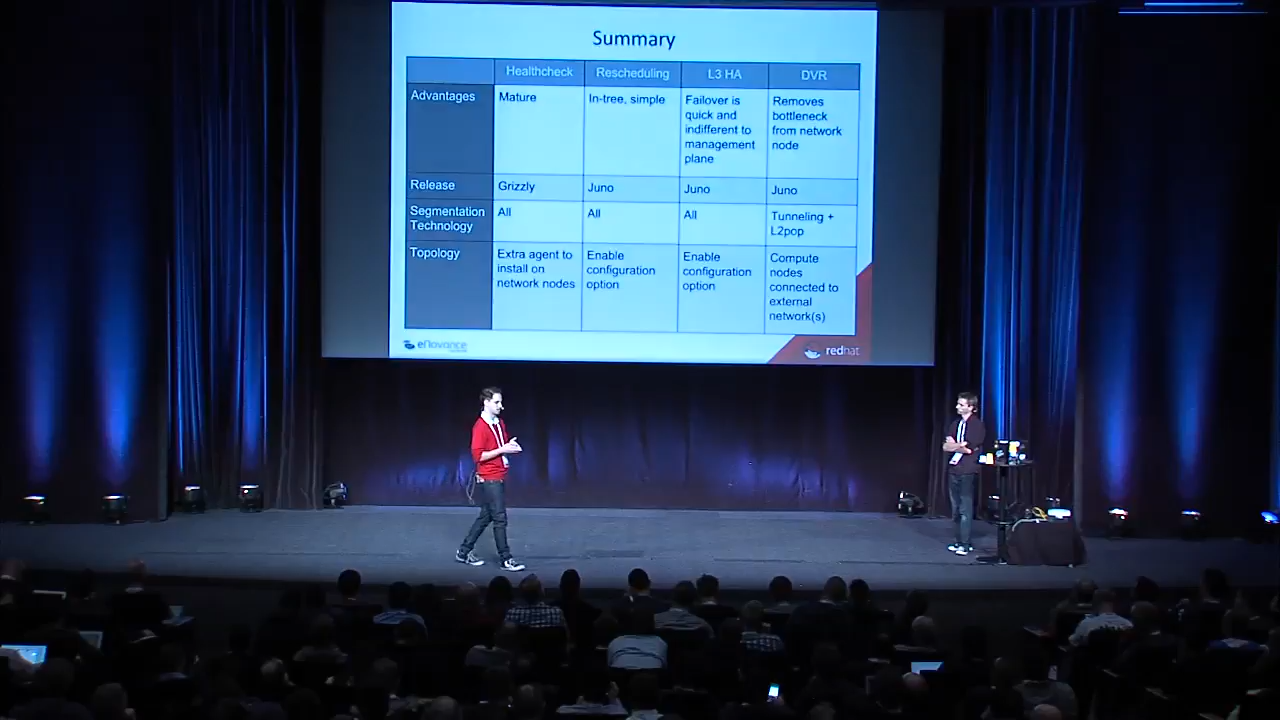 Summary
Healthcheck Rescheduling L3 HA DVR
Advantages
Mature
In-tree, simple
Failover is
quick and
indifferent to
management
plane
Removes
bottleneck
from network
node
Release
Grizzly
Juno
Juno
Juno
Segmentation
Technology
All
All
All
Tunneling +
L2pop
Topology
Extra agent to
install on
network nodes
Enable
configuration
option
Enable
configuration
option
Compute
nodes
connected to
external
network(s)
eNovance
redhat